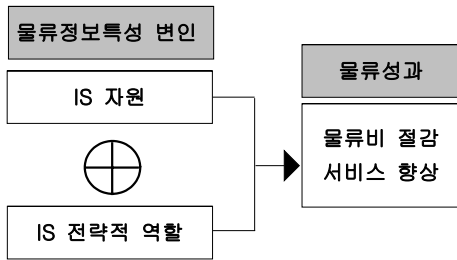 물류정보특성 변인
IS 자원
IS 전략적 역할
물류성과
물류비 절감
서비스 향상